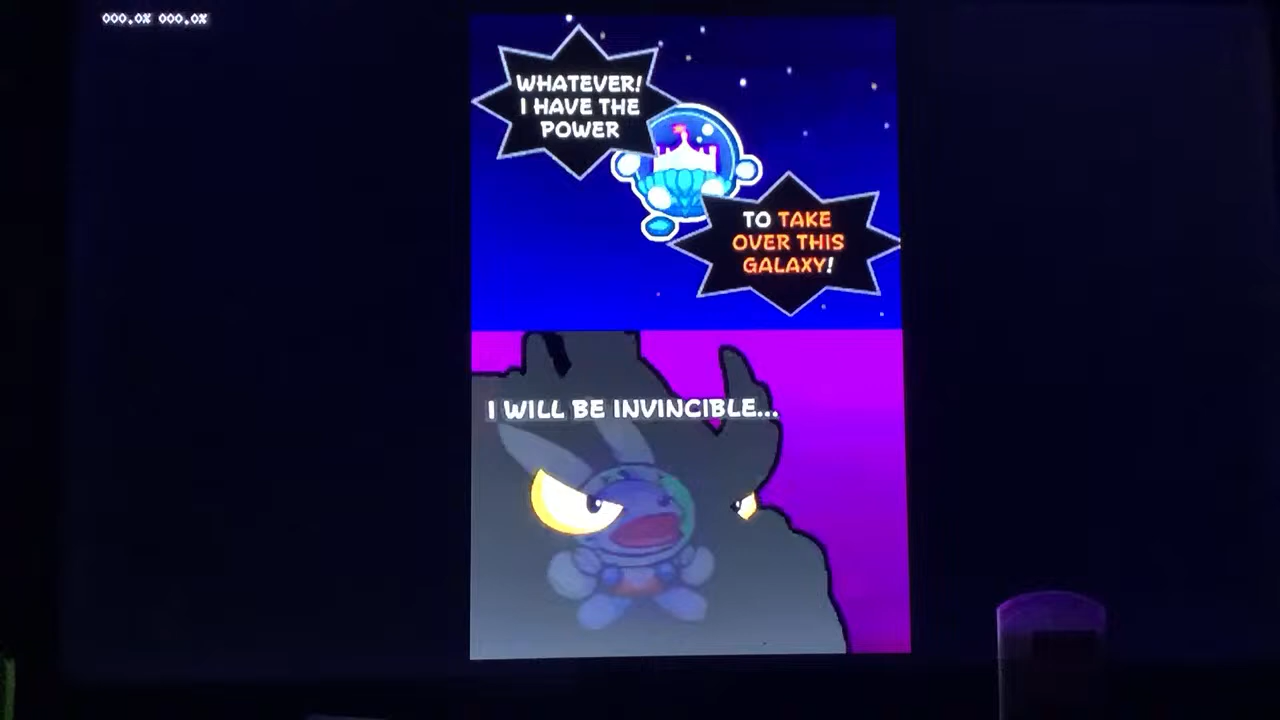 000.0% 000.0%
WHATEVER!
I HAVE THE
POWER
TO TAKE
OVER THIS
GALAXY!
I WILL BE INVINCIBLE...